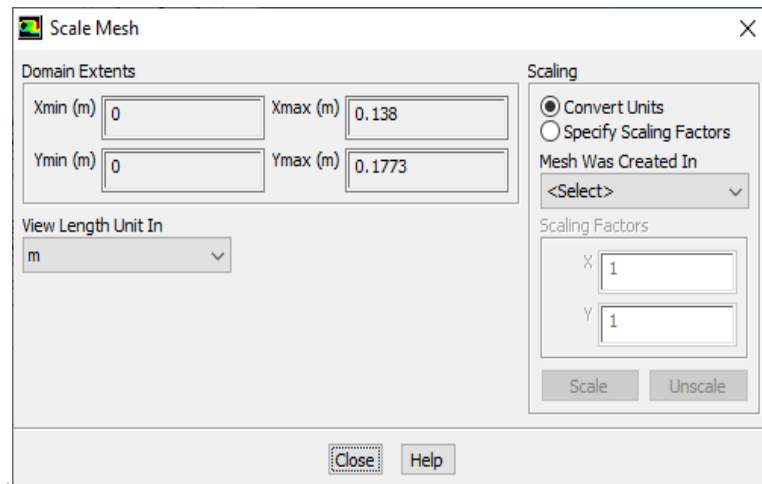 Scale Mesh
Domain Extents
Xmin (m) 0 Xmax (m) 0.138
Ymin (m) 0 Ymax (m) 0.1773
View Length Unit In
m
Scaling
Convert Units
Specify Scaling Factors
Mesh Was Created In
<Select>
Scaling Factors
X 1
Y 1
Scale Unscale
Close Help